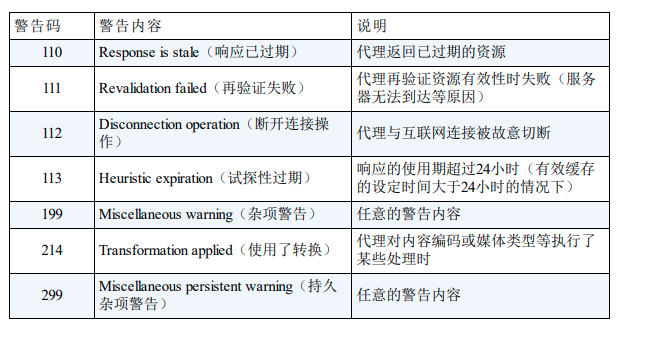 警告码 警告内容 说明
110 Response is stale（响应已过期） 代理返回已过期的资源
111 Revalidation failed（再验证失败） 代理再验证资源有效性时失败（服务
器无法到达等原因）
112 Disconnection operation（断开连接操
作） 代理与互联网连接被故意切断
113 Heuristic expiration（试探性过期） 响应的使用期超过24小时（有效缓存
的设定时间大于24小时的情况下）
199 Miscellaneous warning（杂项警告） 任意的警告内容
214 Transformation applied（使用了转换） 代理对内容编码或媒体类型等执行了
某些处理时
299 Miscellaneous persistent warning（持久
杂项警告） 任意的警告内容